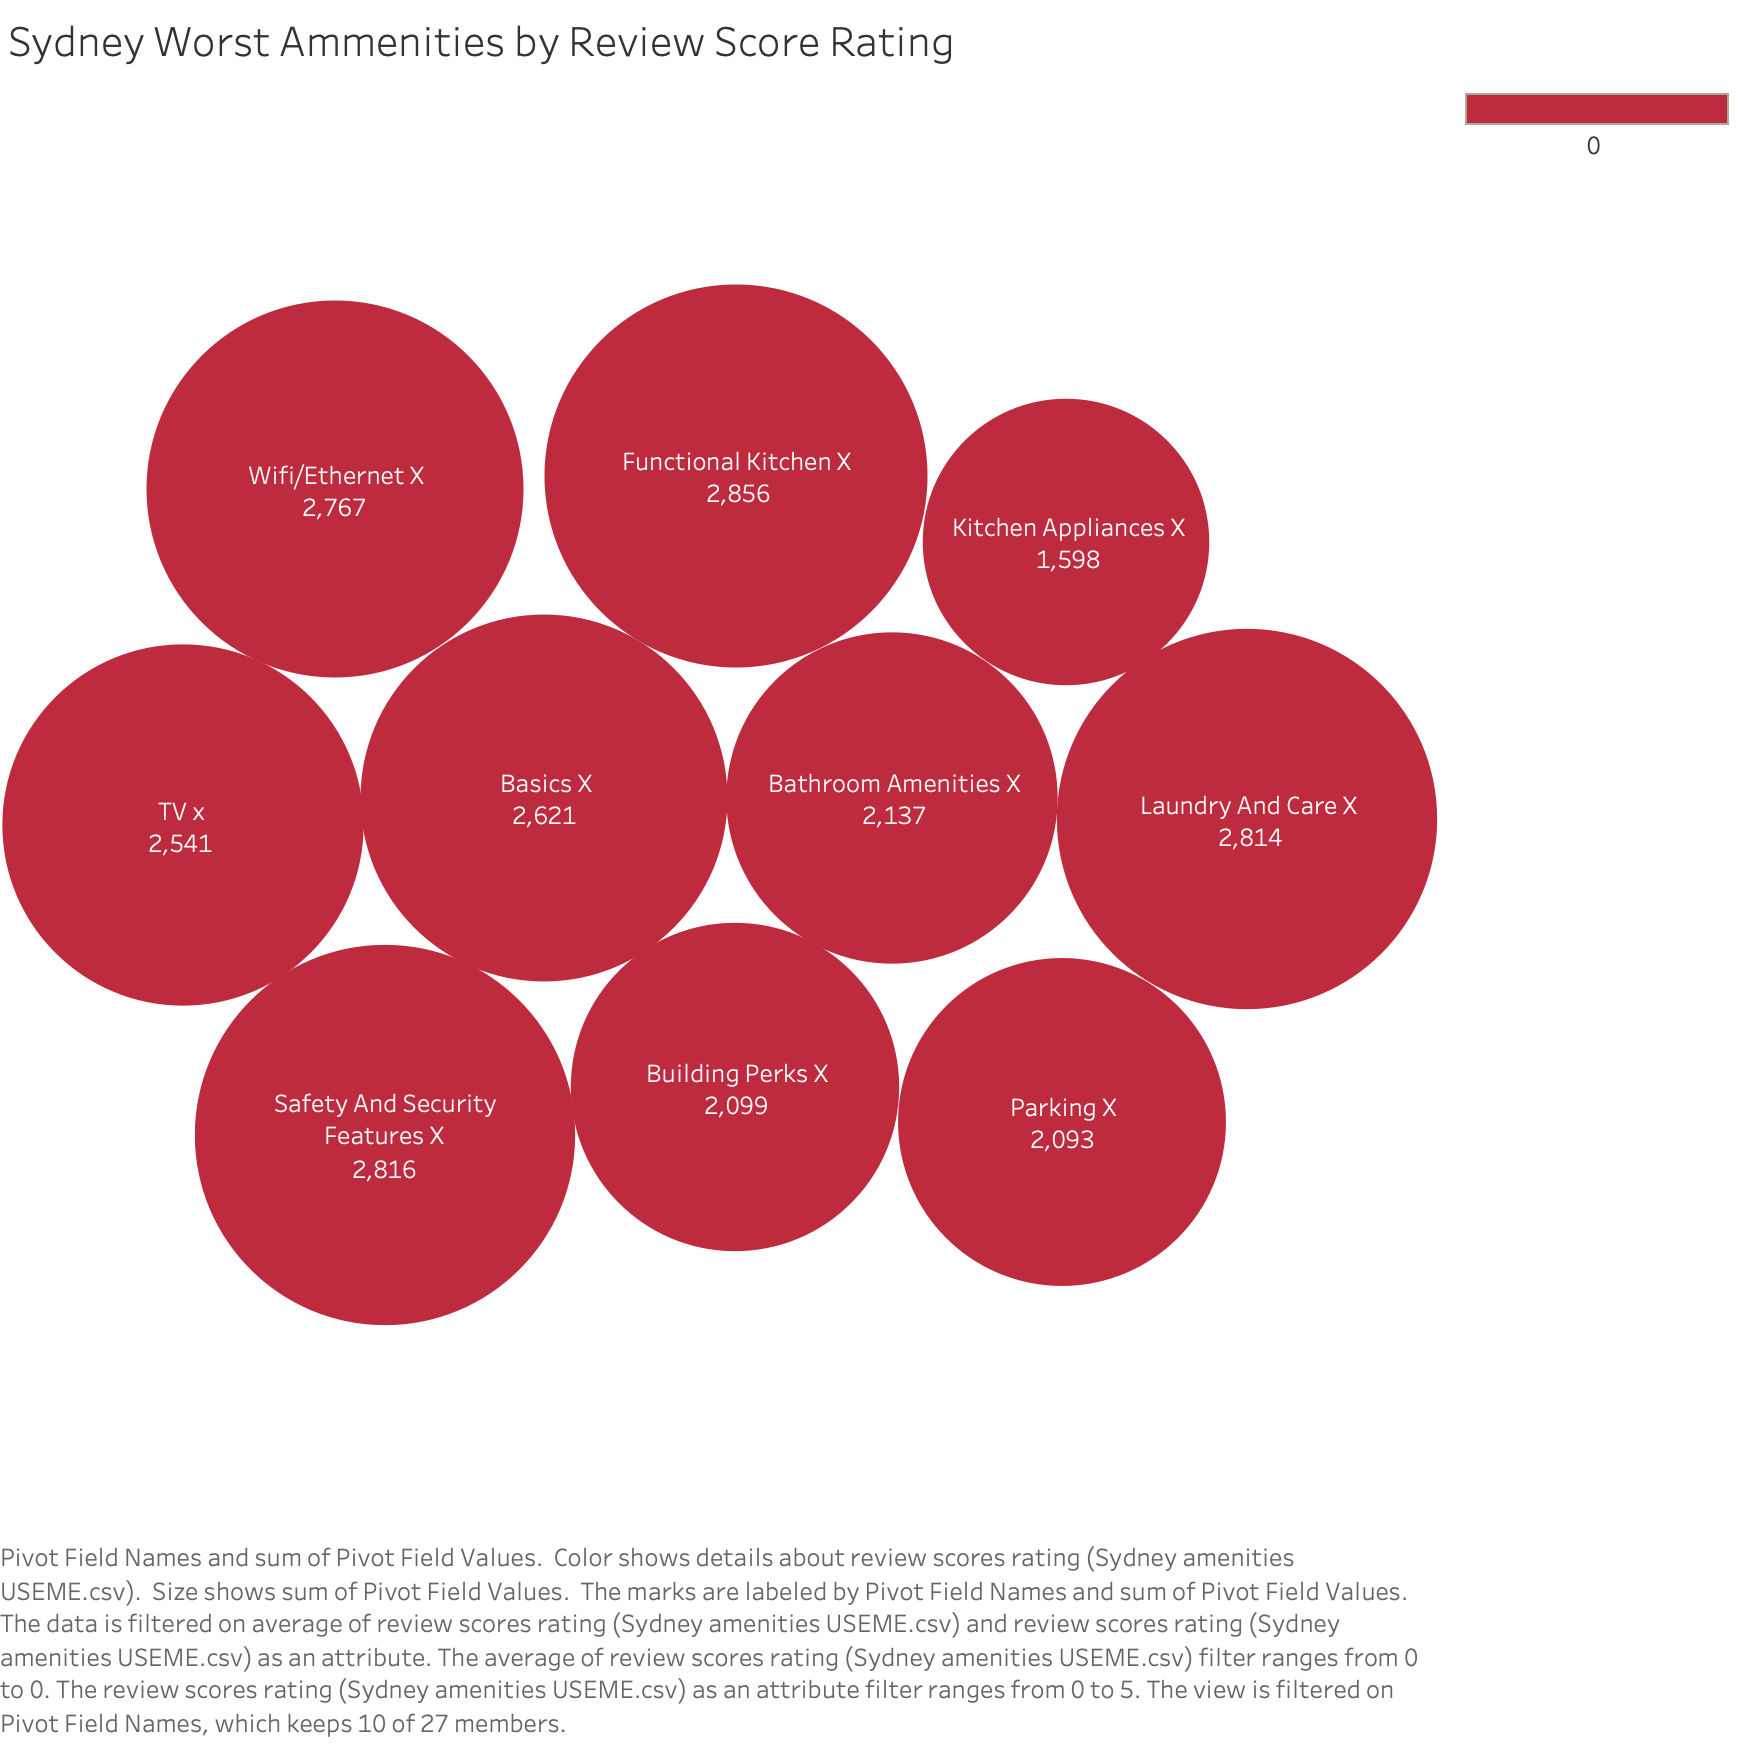 Sydney Worst Ammenities by Review Score Rating
0
Wifi/Ethernet X
2,767
Functional Kitchen X
2,856
Kitchen Appliances X
1,598
TV x
2,541
Basics X
2,621
Bathroom Amenities X
2,137
Laundry And Care X
2,814
Safety And Security
Features X
2,816
Building Perks X
2,099
Parking X
2,093
Pivot Field Names and sum of Pivot Field Values.  Color shows details about review scores rating (Sydney amenities
USEME.csv).  Size shows sum of Pivot Field Values.  The marks are labeled by Pivot Field Names and sum of Pivot Field Values.
The data is filtered on average of review scores rating (Sydney amenities USEME.csv) and review scores rating (Sydney
amenities USEME.csv) as an attribute. The average of review scores rating (Sydney amenities USEME.csv) filter ranges from 0
to 0. The review scores rating (Sydney amenities USEME.csv) as an attribute filter ranges from 0 to 5. The view is filtered on
Pivot Field Names, which keeps 10 of 27 members.